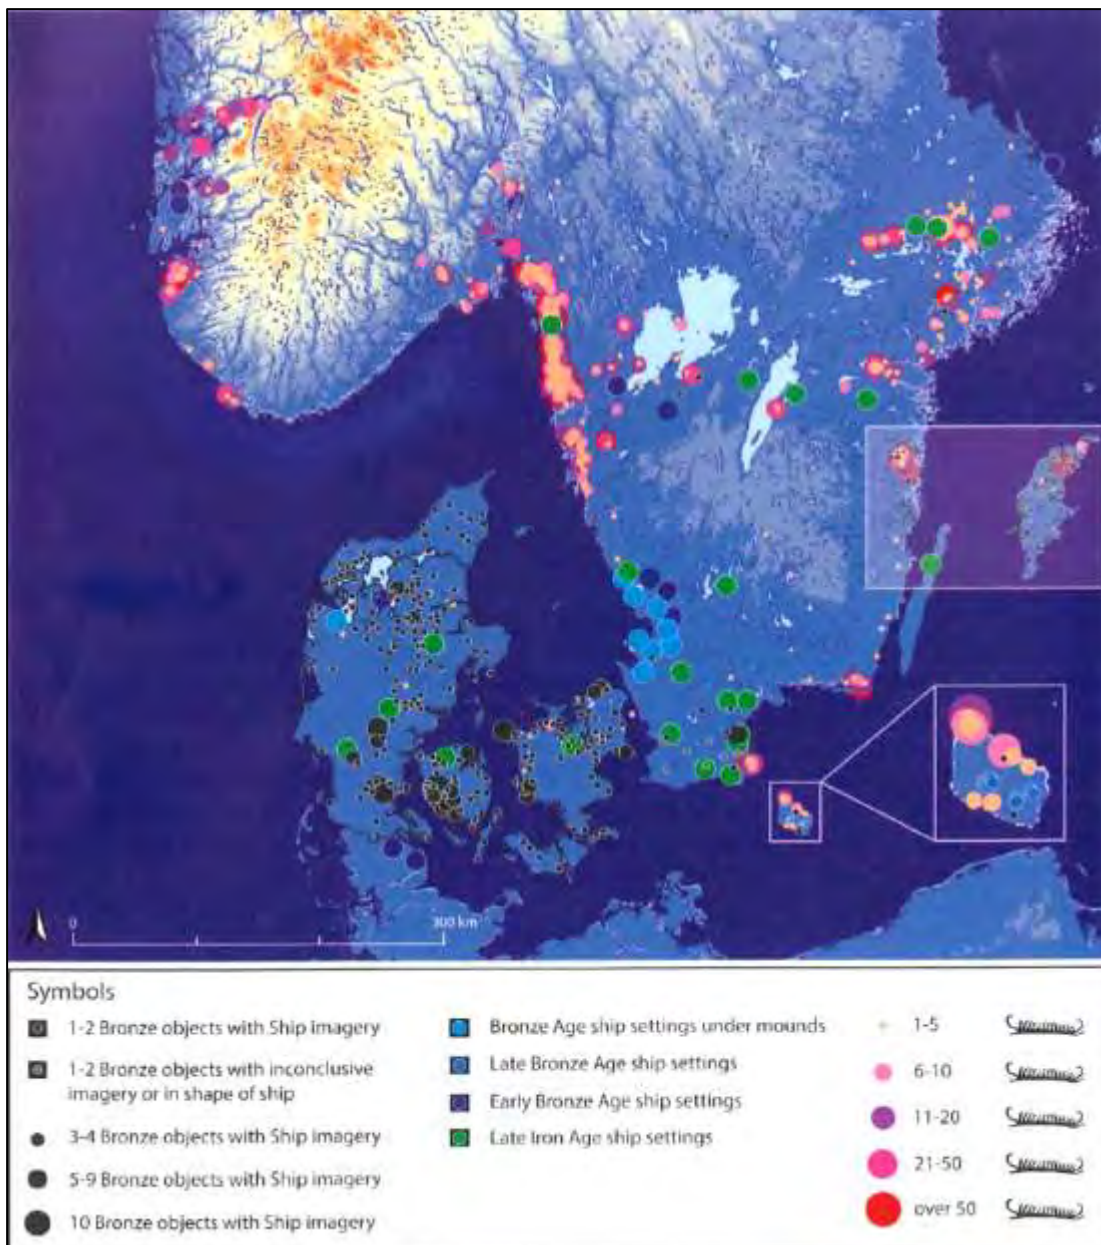 0
300 km
Symbols
1-2 Bronze objects with Ship imagery
1-2 Bronze objects with inconclusive
imagery or in shape of ship
3-4 Bronze objects with Ship imagery
5-9 Bronze objects with Ship imagery
10 Bronze objects with Ship imagery
Bronze Age ship settings under mounds
Late Bronze Age ship settings
Early Bronze Age ship settings
Late Iron Age ship settings
1-5
6-10
11-20
21-50
over 50